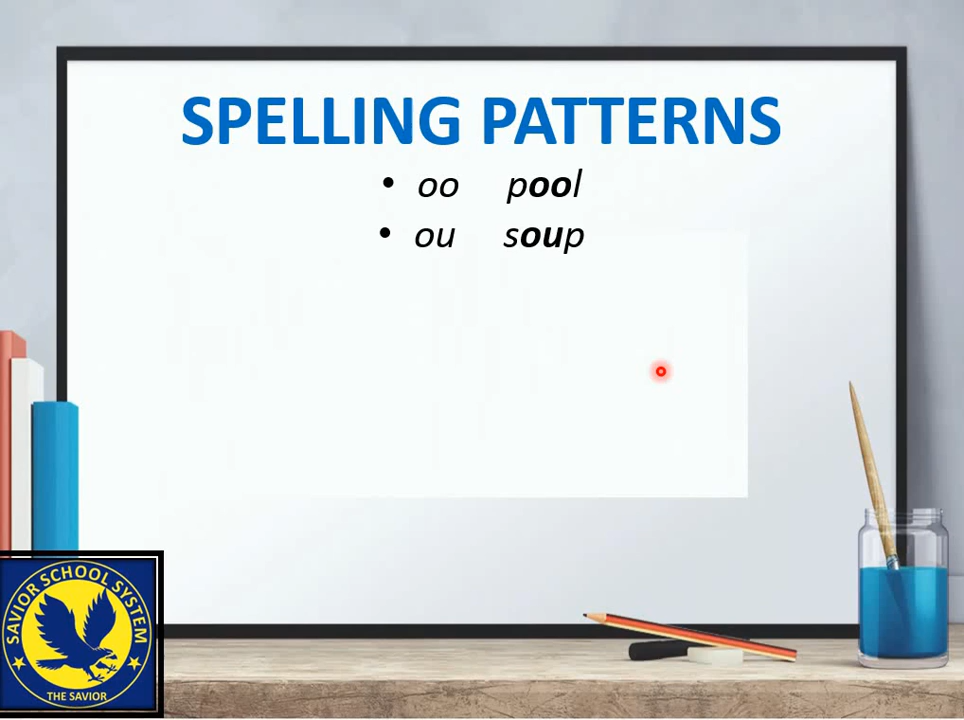 SPELLING PATTERNS
• oo pool
• ou soup
SAVIOR SCHOOL SYSTEM
THE SAVIOR